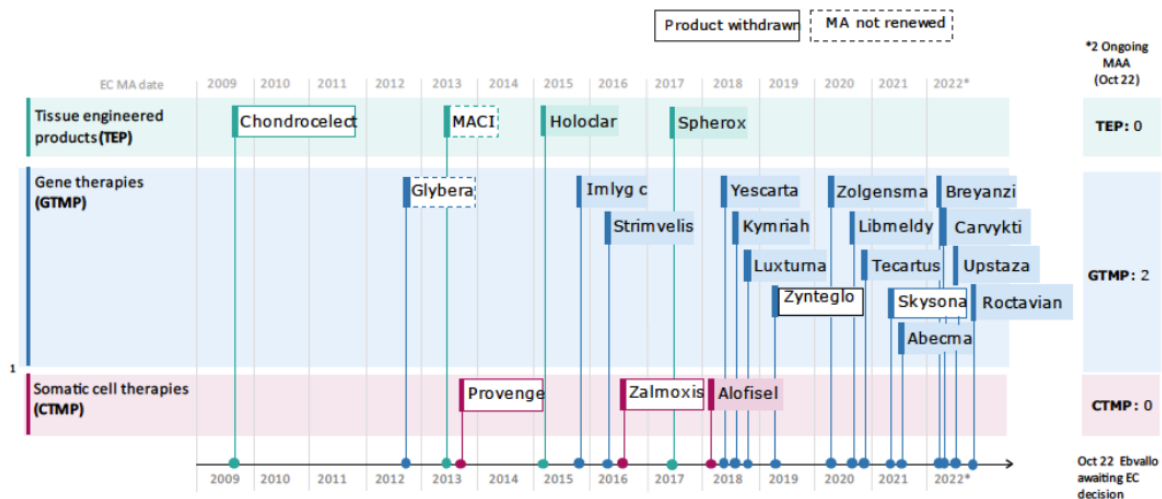 Product withdrawn
MA not renewed
*2 Ongoing
MAA
(Oct 22)
EC MA date
2009 2010 2011 2012 2013 2014 2015 2016 2017 2018 2019 2020 2021 2022*
Tissue engineered
products(TEP)
Chondrocelect
MACI
Holoclar
Spherox
TEP: 0
Gene therapies
(GTMP)
Glybera
Imlyg c
Yescarta
Zolgensma
Breyanzi
Strimvelis
Kymriah
Libmeldy
Carvykti
Luxturna
Tecartus
Upstaza
GTMP: 2
Zynteglo
Skysona
Roctavian
Abecma
1
Somatic cell therapies
(CTMP)
Provenge
Zalmoxis
Alofisel
CTMP: 0
2009 2010 2011 2012 2013 2014 2015 2016 2017 2018 2019 2020 2021 2022*
Oct 22 Ebvallo
awaiting EC
decision